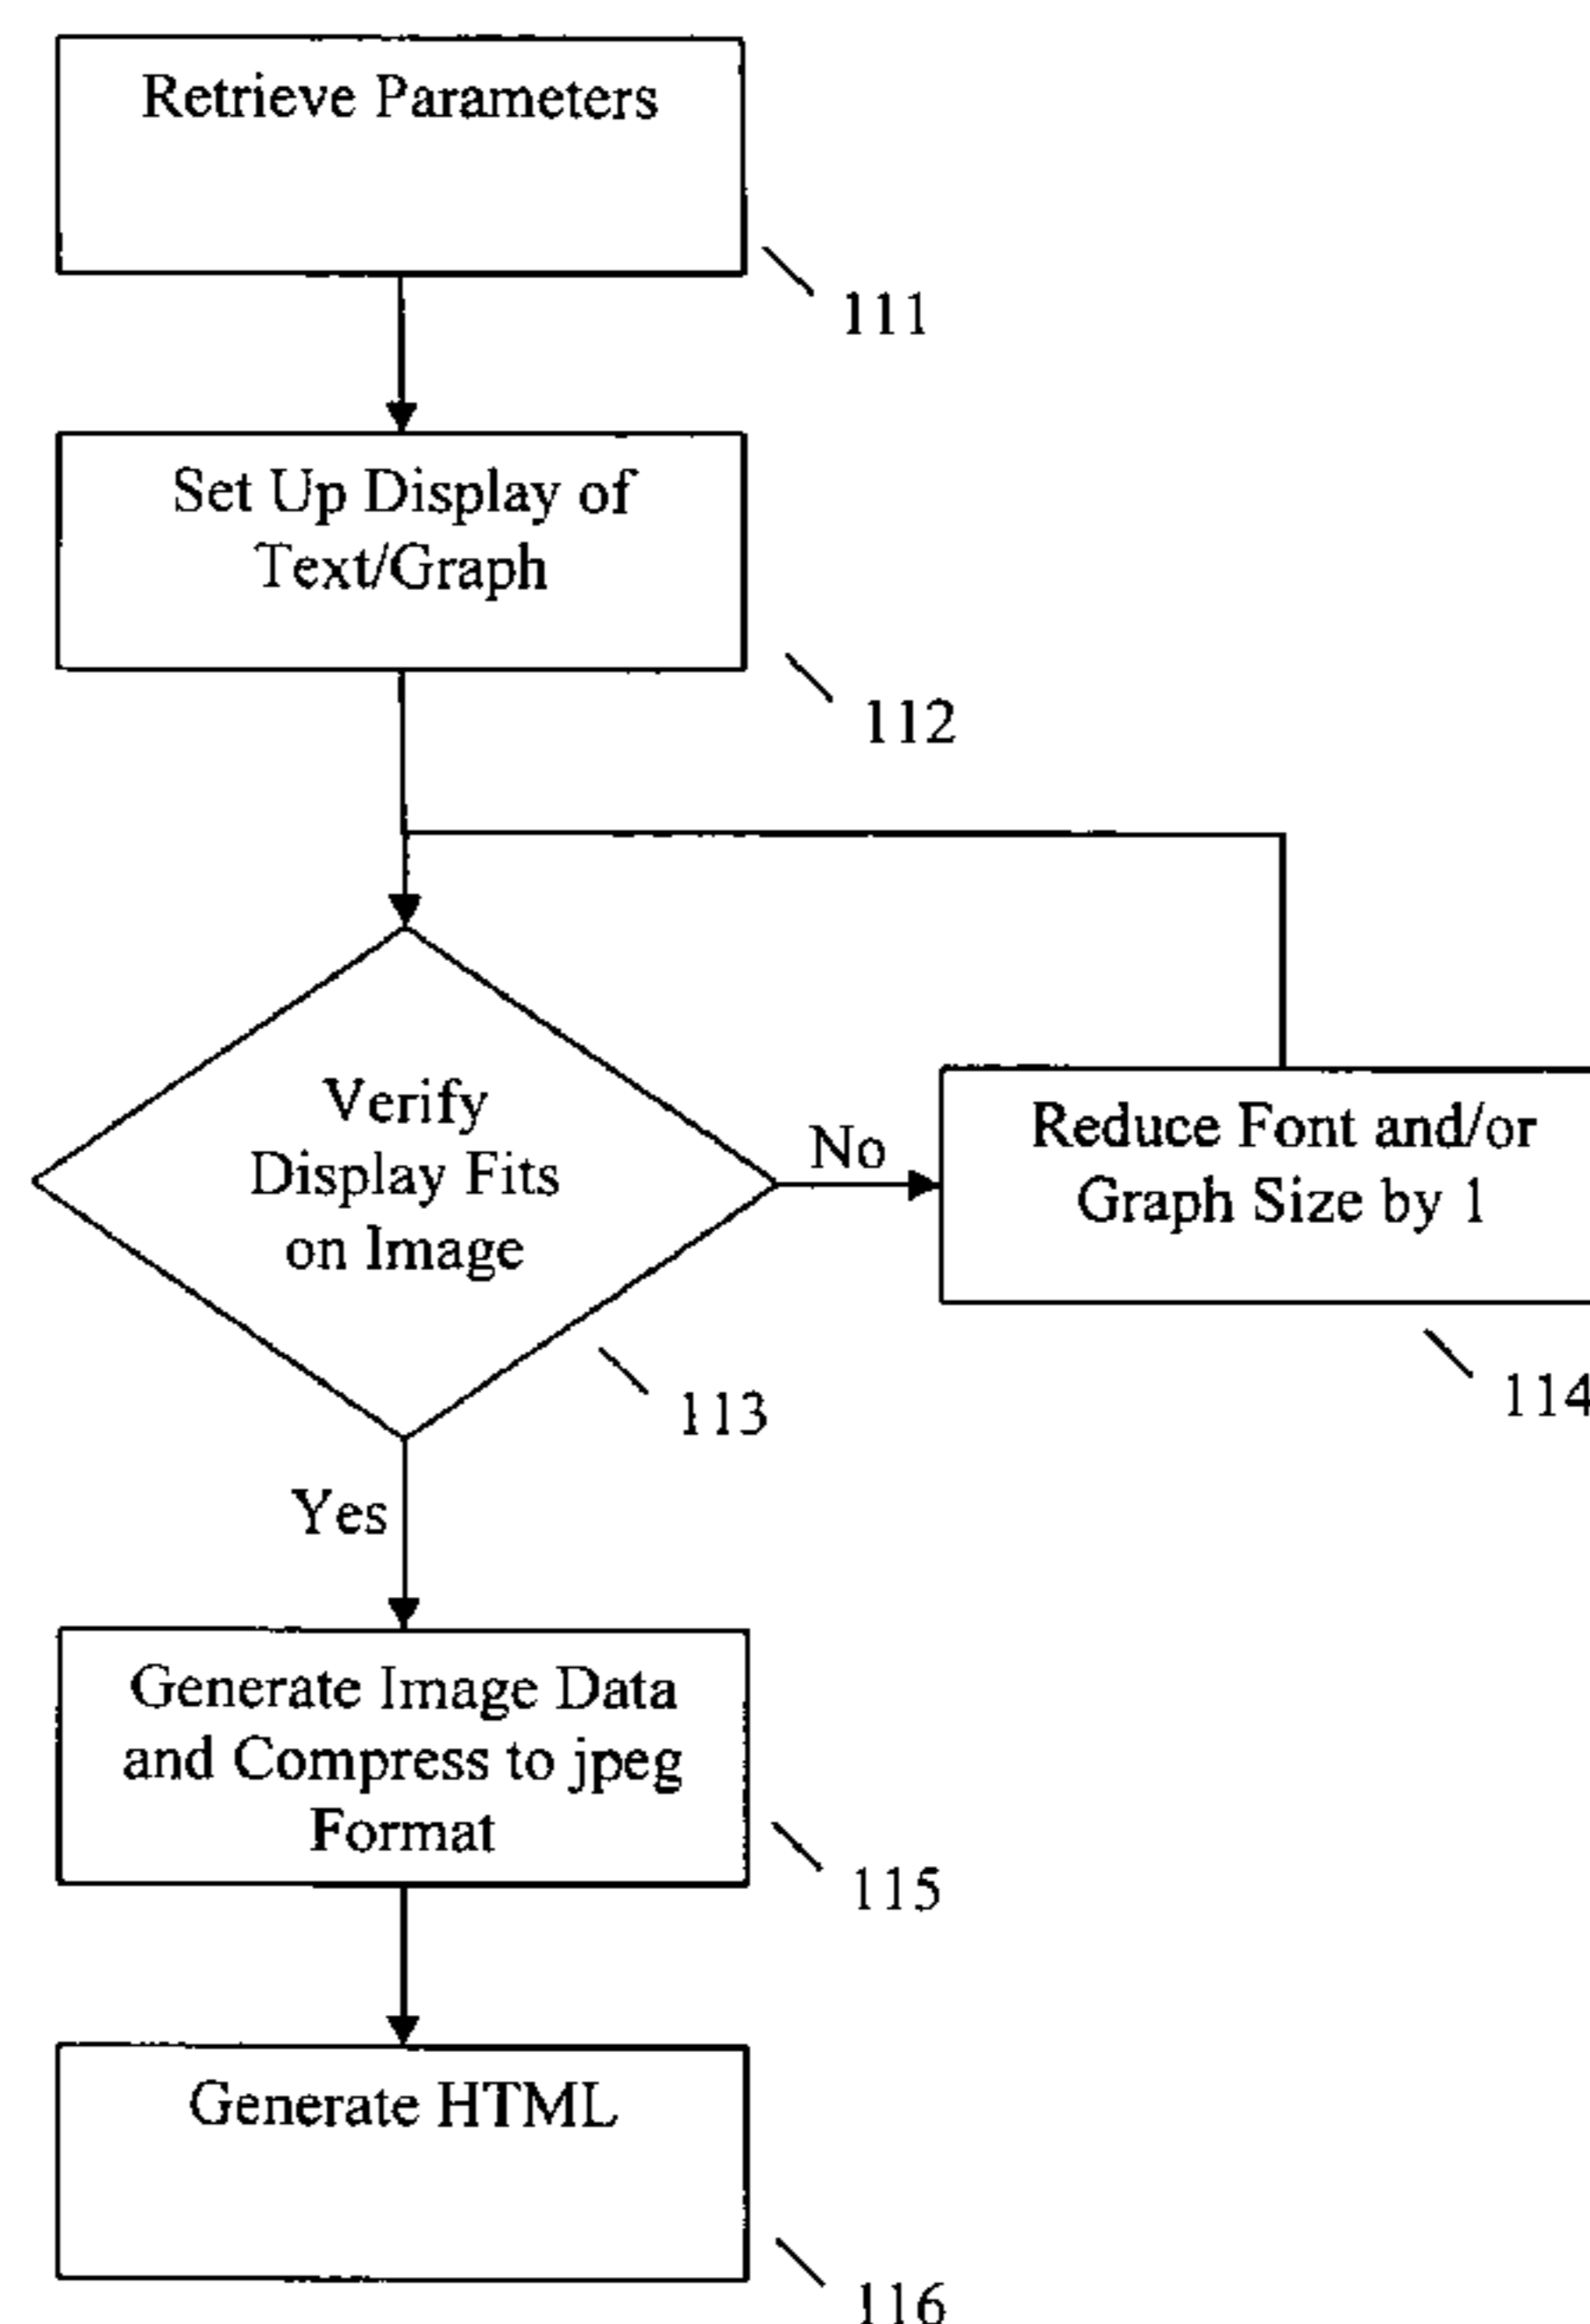 Retrieve Parameters
111
Set Up Display of
Text/Graph
112
Verify
Display Fits
on Image
113
No
Reduce Font and/or
Graph Size by 1
114
Yes
Generate Image Data
and Compress to jpeg
Format
115
Generate HTML
116